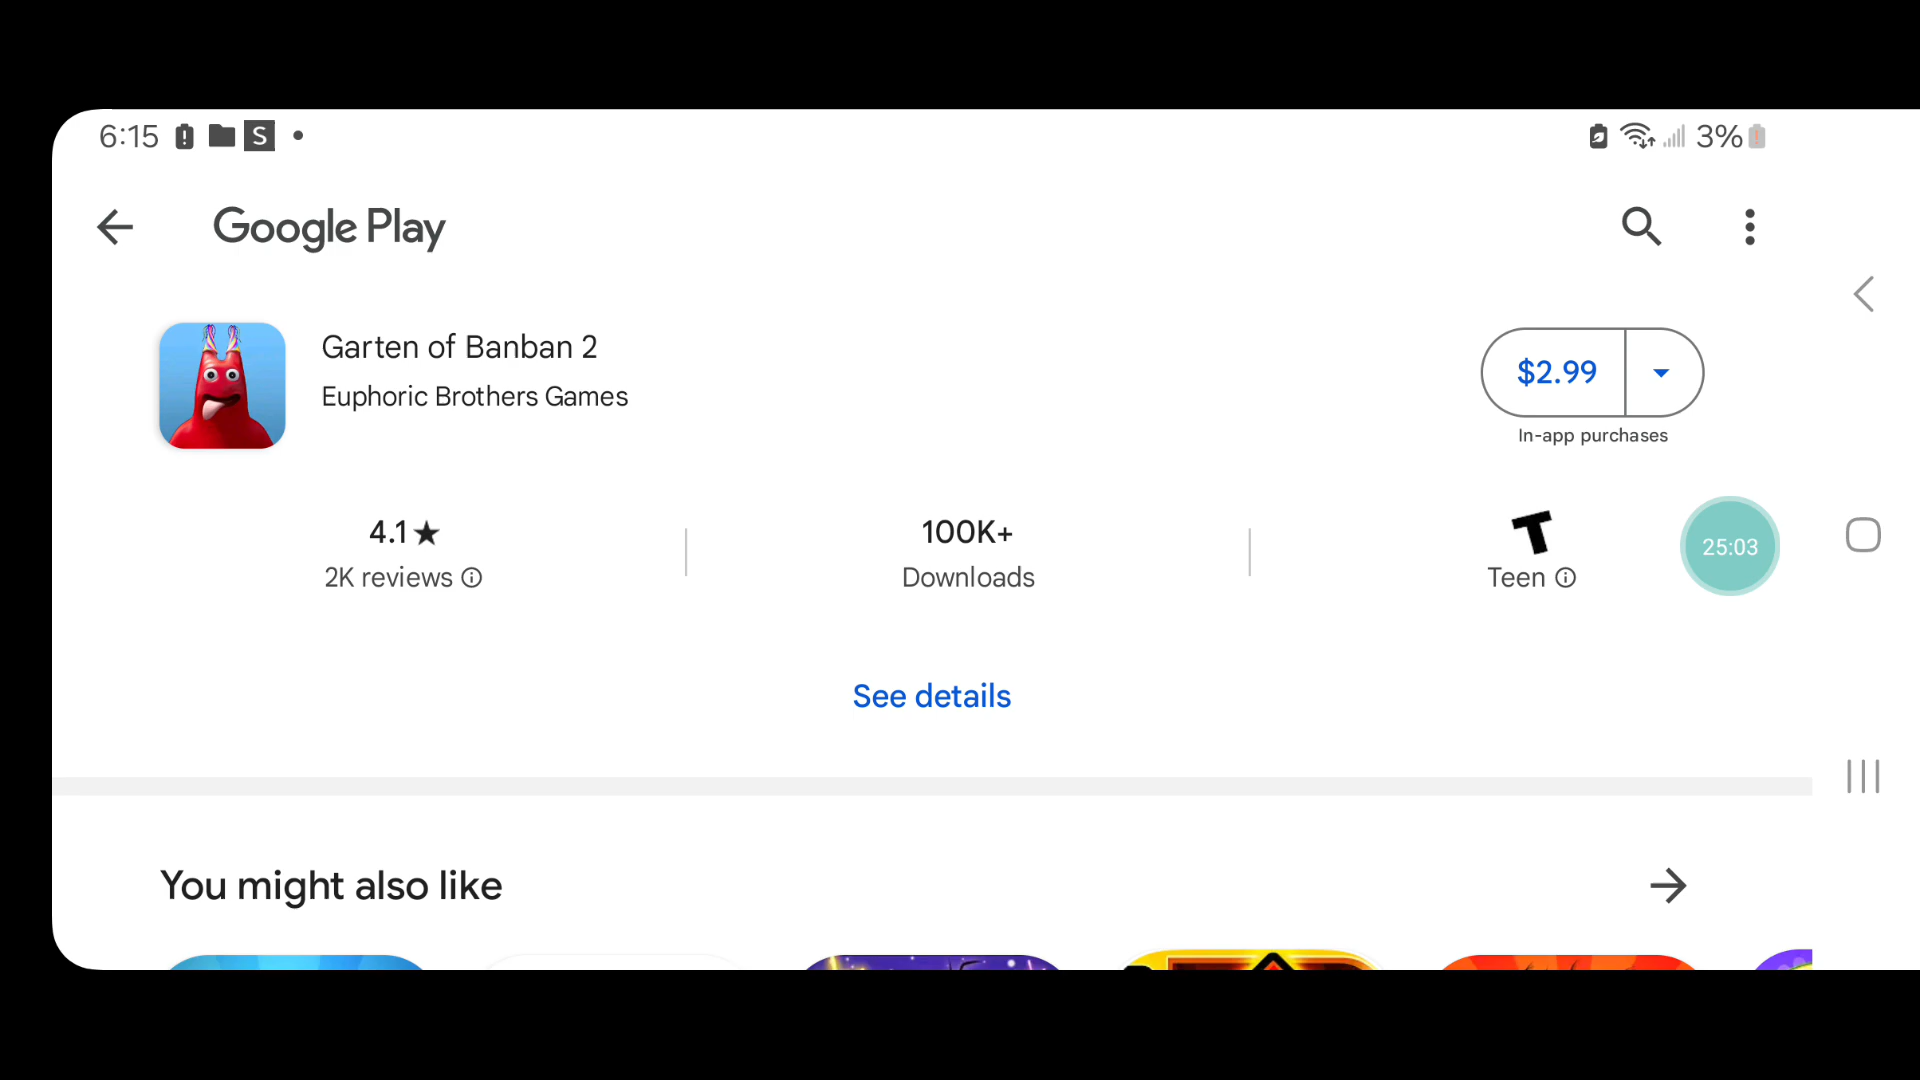 6:15 S 3%
Google Play
Garten of Banban 2
Euphoric Brothers Games
$2.99
In-app purchases
4.1★ 100K+ T
2K reviews Downloads Teen
25:03
See details
You might also like